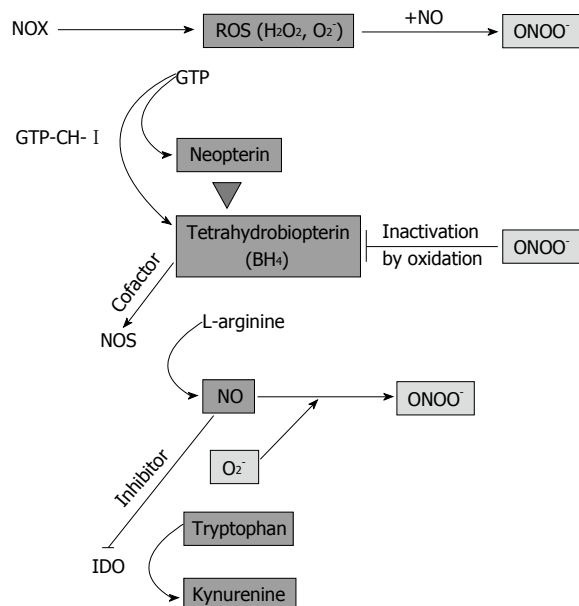 NOX
ROS (H₂O₂, O₂⁻)
+NO
ONOO⁻
GTP
GTP-CH- I
Neopterin
Tetrahydrobiopterin
(BH₄)
Inactivation
by oxidation
ONOO⁻
Cofactor
NOS
L-arginine
NO
ONOO⁻
O₂⁻
Inhibitor
IDO
Tryptophan
Kynurenine